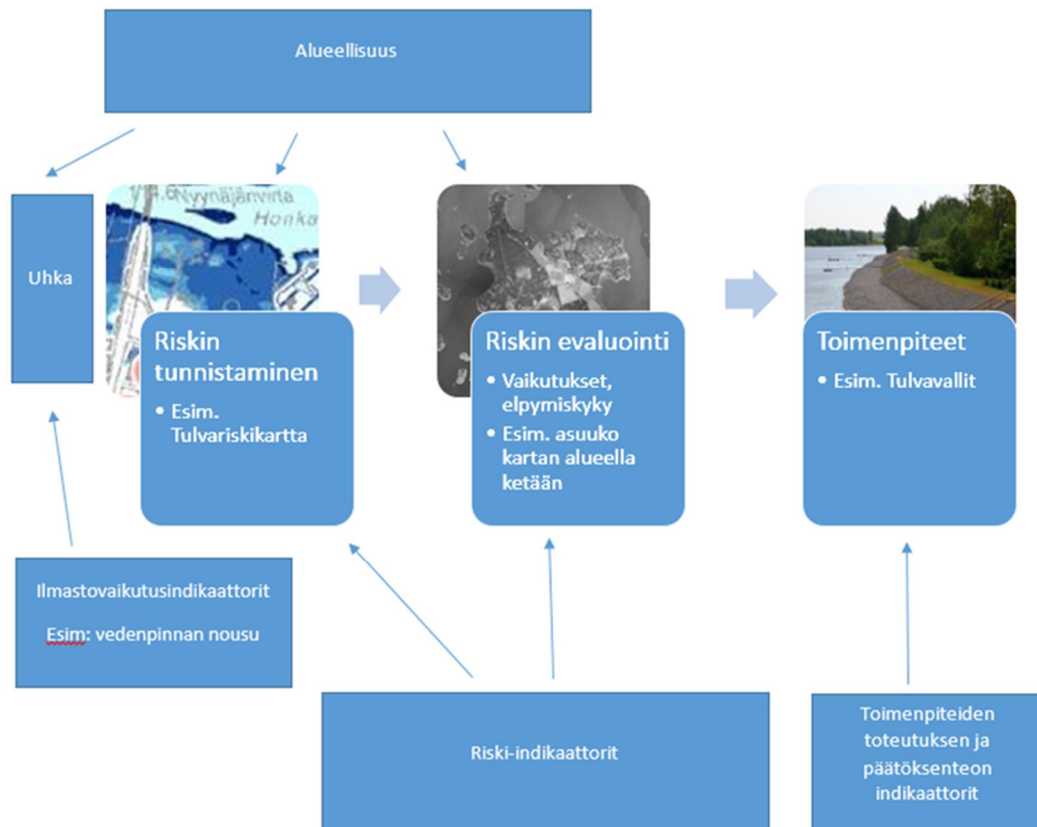 Alueellisuus
Uhka
Nyynäjänvirta
Honka
Riskin
tunnistaminen
• Esim.
Tulvariskikartta
Riskin evaluointi
• Vaikutukset,
elpymiskyky
• Esim. asuuko
kartan alueella
ketään
Toimenpiteet
• Esim. Tulvavallit
Ilmastovaikutusindikaattorit
Esim: vedenpinnan nousu
Riski-indikaattorit
Toimenpiteiden
toteutuksen ja
päätöksenteon
indikaattorit